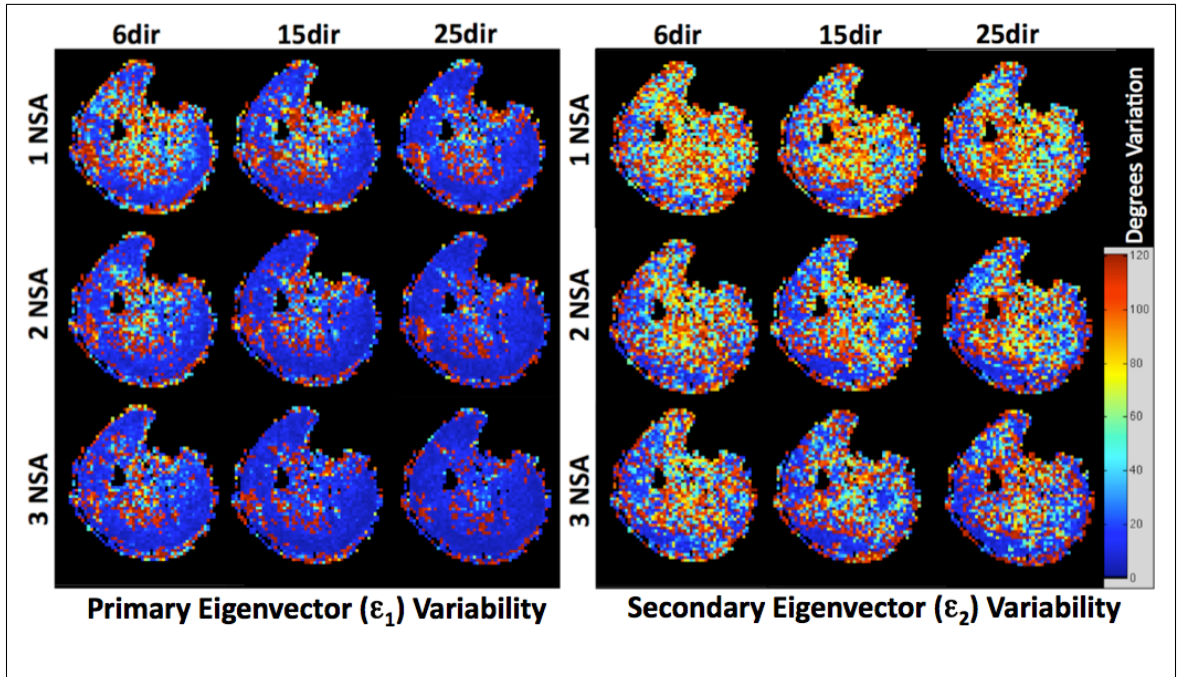 6dir 15dir 25dir
1 NSA
2 NSA
3 NSA
Primary Eigenvector (ε1) Variability
6dir 15dir 25dir
1 NSA
2 NSA
3 NSA
Degrees Variation
120
100
80
60
40
20
0
Secondary Eigenvector (ε2) Variability